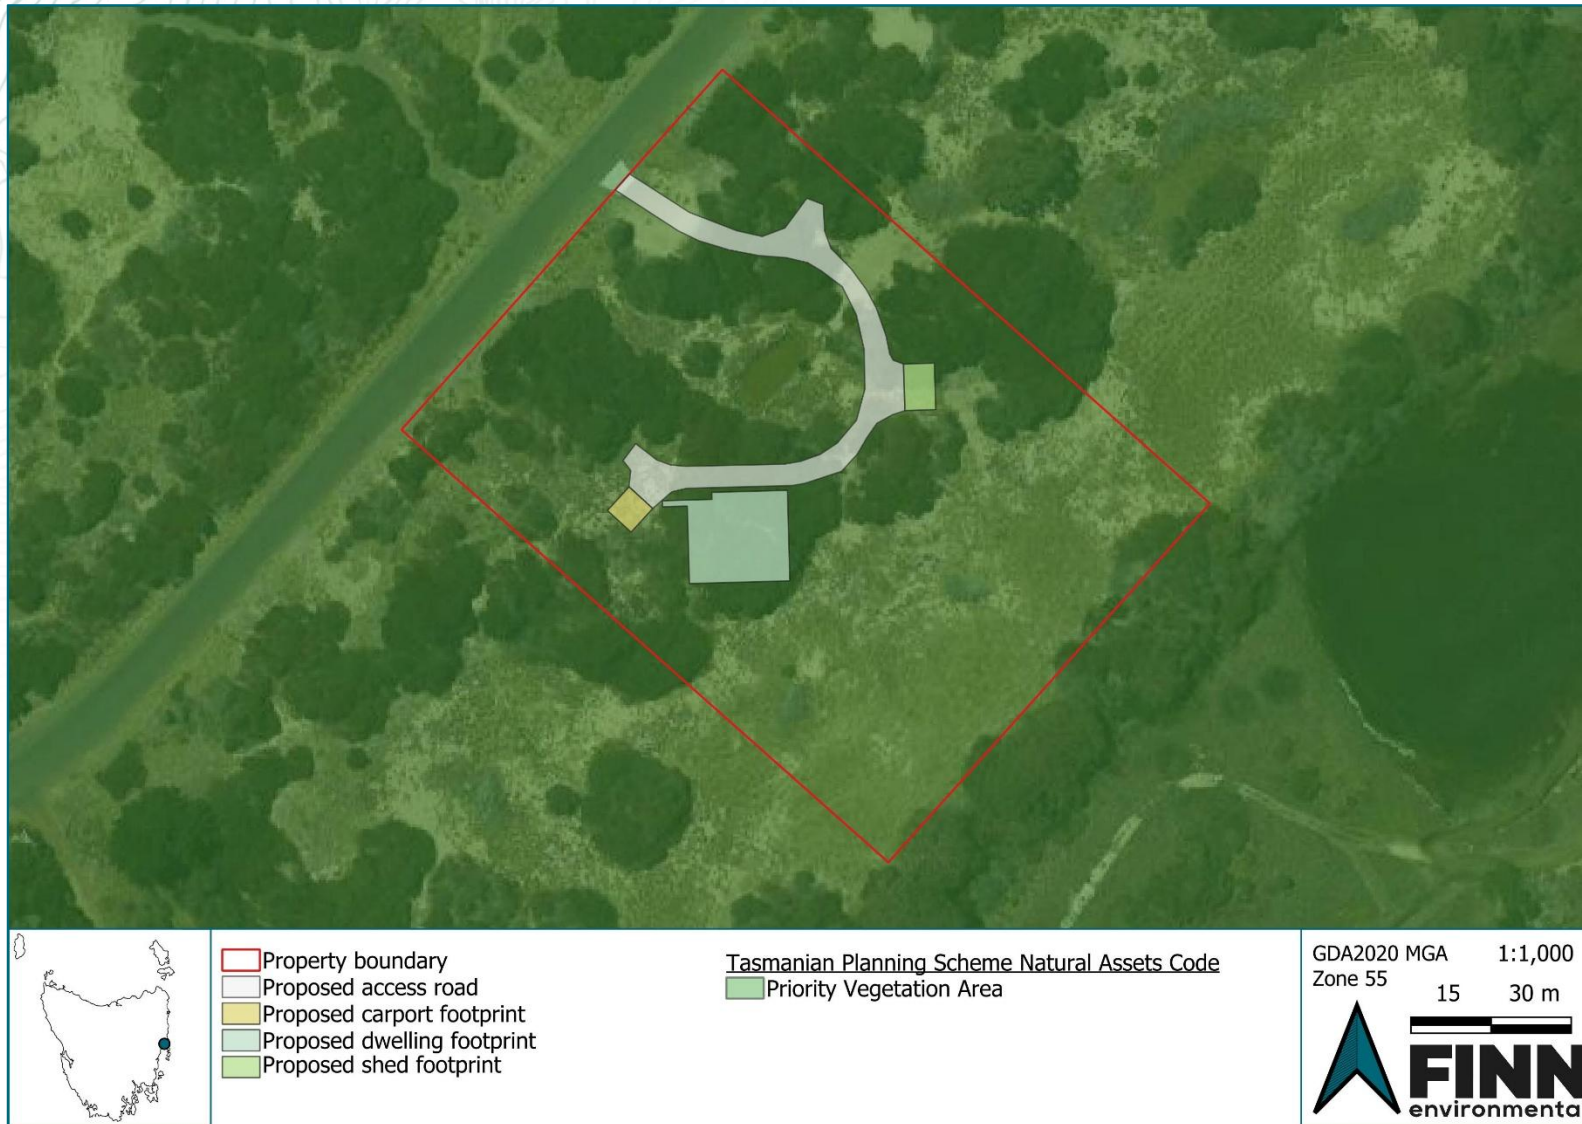 Property boundary
Proposed access road
Proposed carport footprint
Proposed dwelling footprint
Proposed shed footprint
Tasmanian Planning Scheme Natural Assets Code
Priority Vegetation Area
GDA2020 MGA 1:1,000
Zone 55
15 30 m
FINN
environmenta